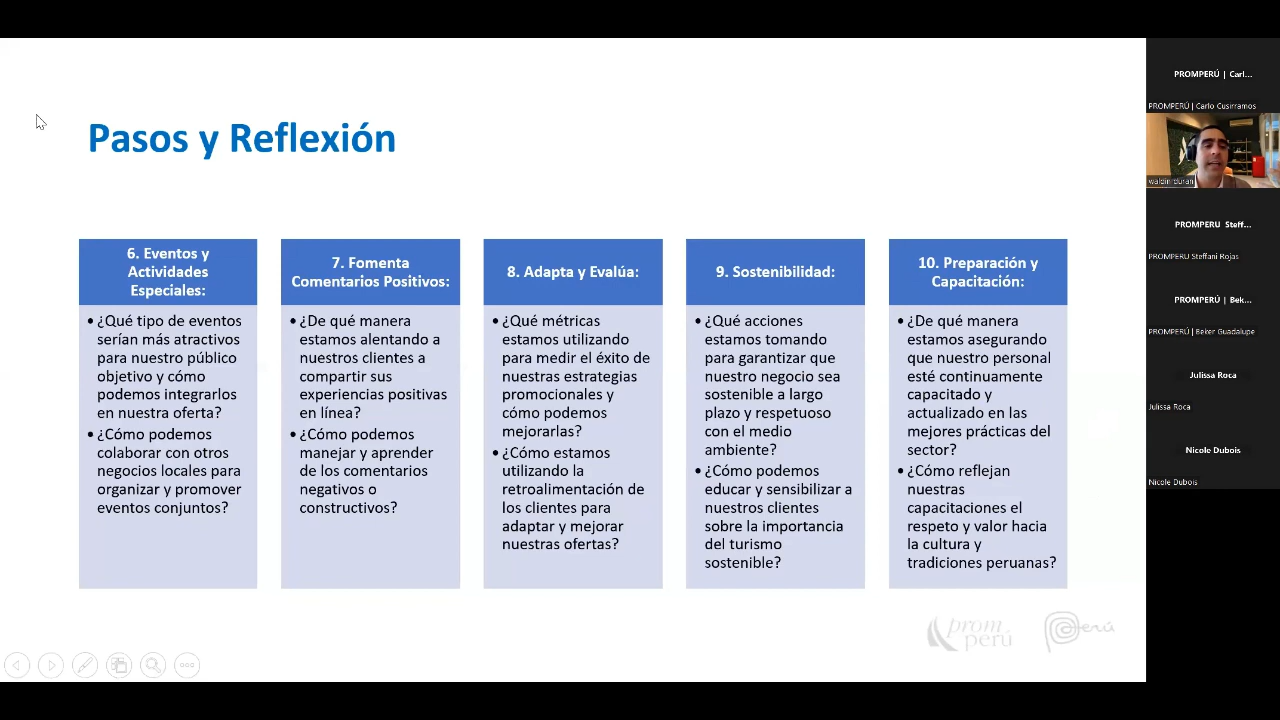 Pasos y Reflexión
6. Eventos y
Actividades
Especiales:
• ¿Qué tipo de eventos
serían más atractivos
para nuestro público
objetivo y cómo
podemos integrarlos
en nuestra oferta?
• ¿Cómo podemos
colaborar con otros
negocios locales para
organizar y promover
eventos conjuntos?
7. Fomenta
Comentarios Positivos:
• ¿De qué manera
estamos alentando a
nuestros clientes a
compartir sus
experiencias positivas
en línea?
• ¿Cómo podemos
manejar y aprender
de los comentarios
negativos o
constructivos?
8. Adapta y Evalúa:
• ¿Qué métricas
estamos utilizando
para medir el éxito de
nuestras estrategias
promocionales y
cómo podemos
mejorarlas?
• ¿Cómo estamos
utilizando la
retroalimentación de
los clientes para
adaptar y mejorar
nuestras ofertas?
9. Sostenibilidad:
• ¿Qué acciones
estamos tomando
para garantizar que
nuestro negocio sea
sostenible a largo
plazo y respetuoso
con el medio
ambiente?
• ¿Cómo podemos
educar y sensibilizar a
nuestros clientes
sobre la importancia
del turismo
sostenible?
10. Preparación y
Capacitación:
• ¿De qué manera
estamos asegurando
que nuestro personal
esté continuamente
capacitado y
actualizado en las
mejores prácticas del
sector?
• ¿Cómo reflejan
nuestras
capacitaciones el
respeto y valor hacia
la cultura y
tradiciones peruanas?
prom
perú
Perú
PROMPERÚ | Carl...
PROMPERÚ | Carlo Cusirramos
waldin duran
PROMPERU Steff...
PROMPERU Steffani Rojas
PROMPERÚ | Bek...
PROMPERÚ | Beker Guadalupe
Julissa Roca
Julissa Roca
Nicole Dubois
Nicole Dubois